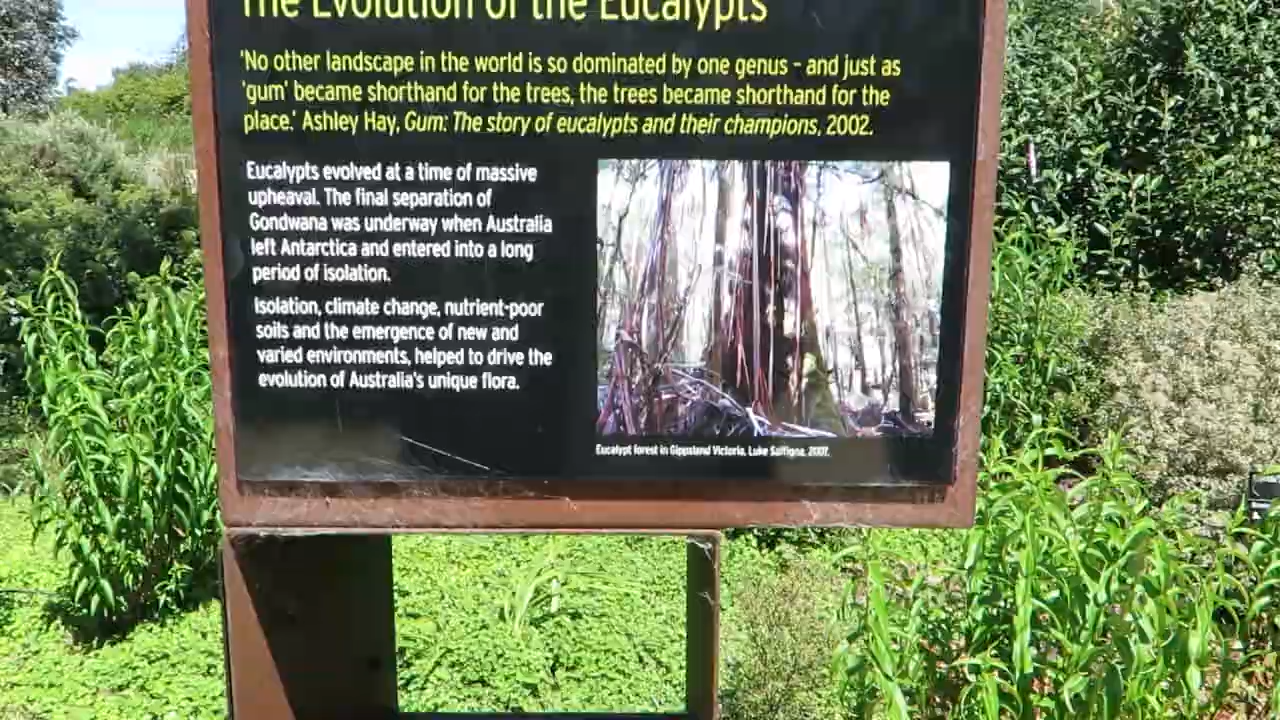 The Evolution of the Eucalypts
'No other landscape in the world is so dominated by one genus – and just as
'gum' became shorthand for the trees, the trees became shorthand for the
place.' Ashley Hay, Gum: The story of eucalypts and their champions, 2002.
Eucalypts evolved at a time of massive
upheaval. The final separation of
Gondwana was underway when Australia
left Antarctica and entered into a long
period of isolation.
Isolation, climate change, nutrient-poor
soils and the emergence of new and
varied environments, helped to drive the
evolution of Australia's unique flora.
Eucalypt forest in Gippsland Victoria, Luke 2007.